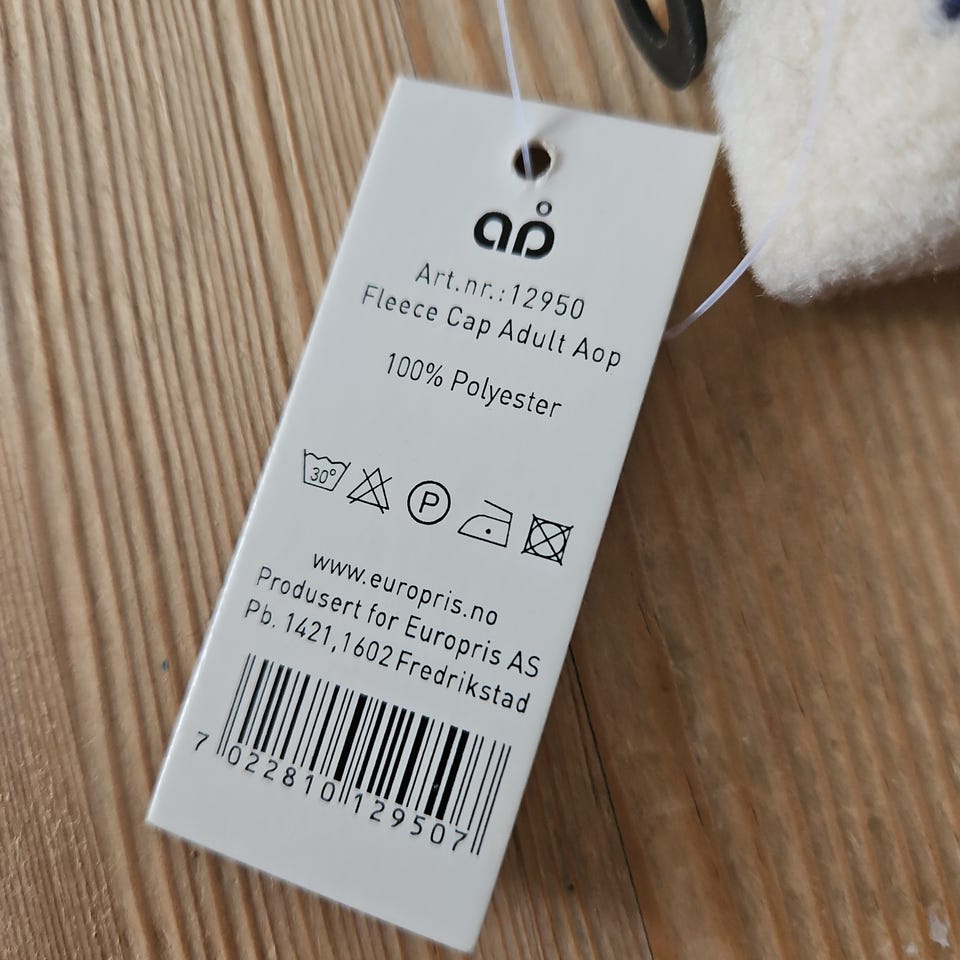 Art.nr.:12950
Fleece Cap Adult Aop
100% Polyester
30°
P
www.europris.no
Produsert for Europris AS
Pb. 1421,1602 Fredrikstad
7 022810 129507